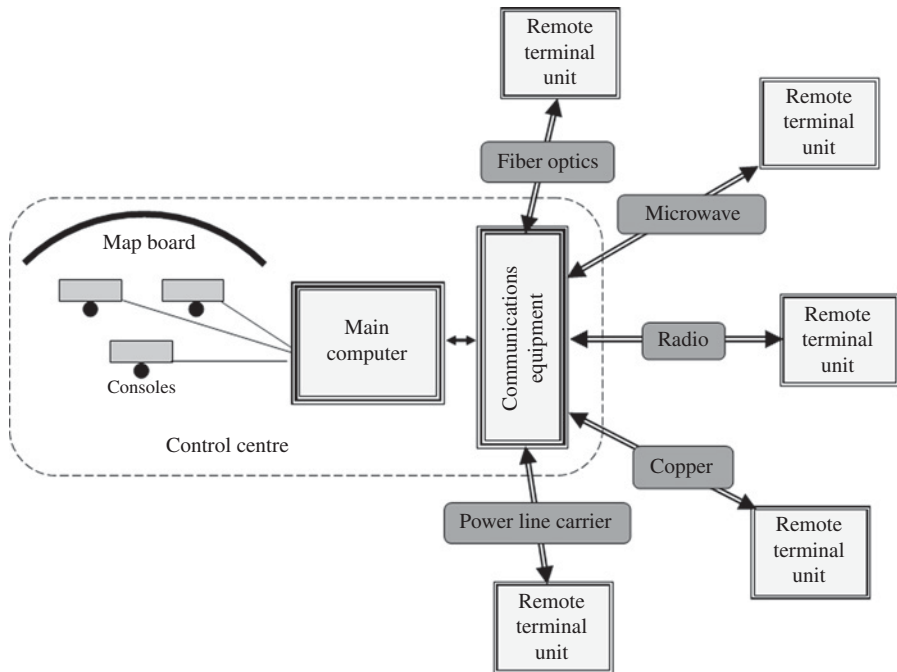 Remote
terminal
unit
Remote
terminal
unit
Fiber optics
Microwave
Map board
Communications
equipment
Main
computer
Radio
Remote
terminal
unit
Consoles
Control centre
Copper
Power line carrier
Remote
terminal
unit
Remote
terminal
unit